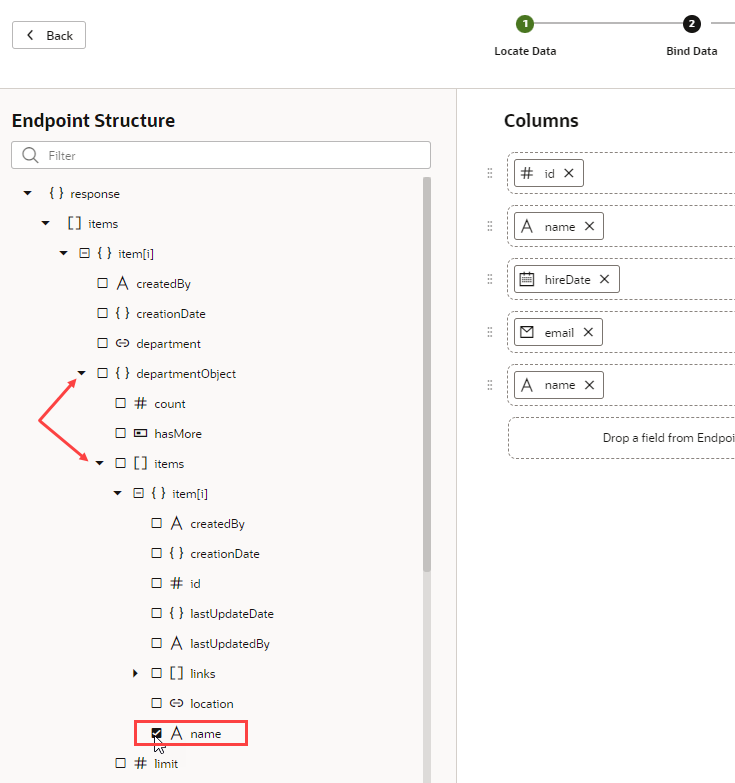 Back
1
2
Locate Data
Bind Data
Endpoint Structure
Filter
{ } response
[ ] items
{ } item[i]
A createdBy
{ } creationDate
department
{ } departmentObject
# count
hasMore
[ ] items
{ } item[i]
A createdBy
{ } creationDate
# id
{ } lastUpdateDate
A lastUpdatedBy
[ ] links
location
A name
# limit
Columns
# id
A name
hireDate
email
A name
Drop a field from Endpoi